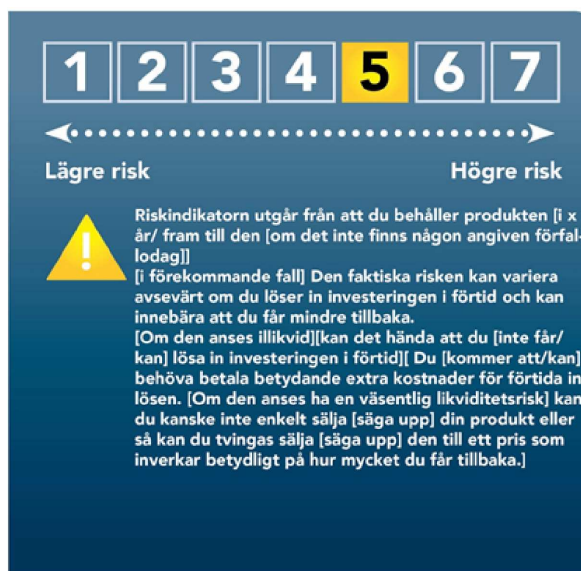 1 2 3 4 5 6 7
Lägre risk Högre risk
Riskindikatorn utgår från att du behåller produkten [i x
år/ fram till den [om det inte finns någon angiven förfal-
lodag]]
[i förekommande fall] Den faktiska risken kan variera
avsevärt om du löser in investeringen i förtid och kan
innebära att du får mindre tillbaka.
[Om den anses illikvid][kan det hända att du [inte får/
kan] lösa in investeringen i förtid][ Du [kommer att/kan]
behöva betala betydande extra kostnader för förtida in
lösen. [Om den anses ha en väsentlig likviditetsrisk] kan
du kanske inte enkelt sälja [säga upp] din produkt eller
så kan du tvingas sälja [säga upp] den till ett pris som
inverkar betydligt på hur mycket du får tillbaka.]